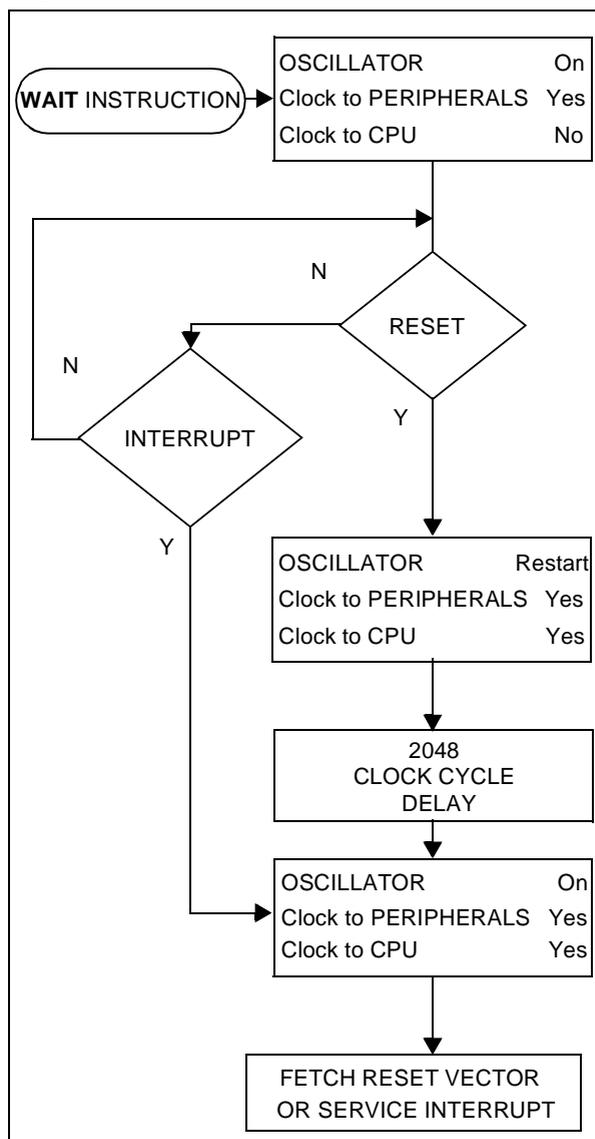 WAIT INSTRUCTION
OSCILLATOR On
Clock to PERIPHERALS Yes
Clock to CPU No
N
RESET
N
INTERRUPT
Y
Y
OSCILLATOR Restart
Clock to PERIPHERALS Yes
Clock to CPU Yes
2048
CLOCK CYCLE
DELAY
OSCILLATOR On
Clock to PERIPHERALS Yes
Clock to CPU Yes
FETCH RESET VECTOR
OR SERVICE INTERRUPT